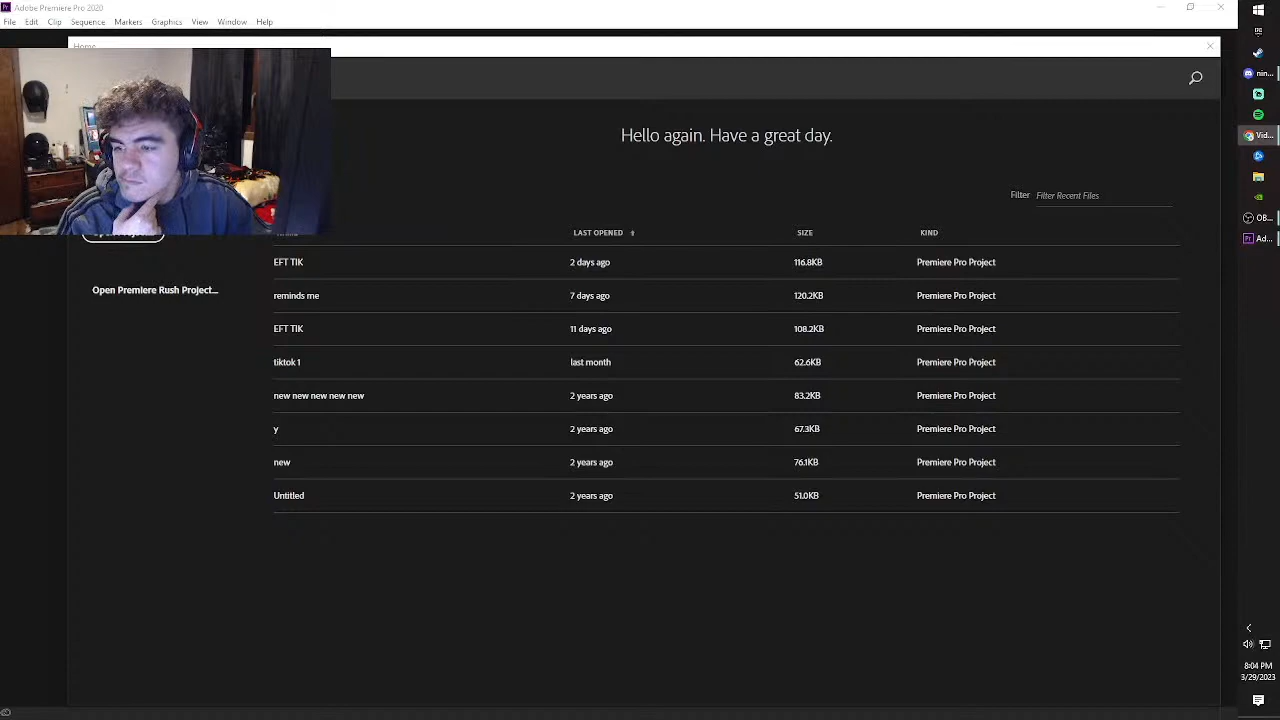 Adobe Premiere Pro 2020
File Edit Clip Sequence Markers Graphics View Window Help
Home
Hello again. Have a great day.
Filter Filter Recent Files
LAST OPENED SIZE KIND
EFT TIK 2 days ago 116.8KB Premiere Pro Project
Open Premiere Rush Project...
reminds me 7 days ago 120.2KB Premiere Pro Project
EFT TIK 11 days ago 108.2KB Premiere Pro Project
tiktok 1 last month 62.6KB Premiere Pro Project
new new new new new 2 years ago 83.2KB Premiere Pro Project
y 2 years ago 67.3KB Premiere Pro Project
new 2 years ago 76.1KB Premiere Pro Project
Untitled 2 years ago 51.0KB Premiere Pro Project
OB...
Ad...
8:04 PM
3/29/2023